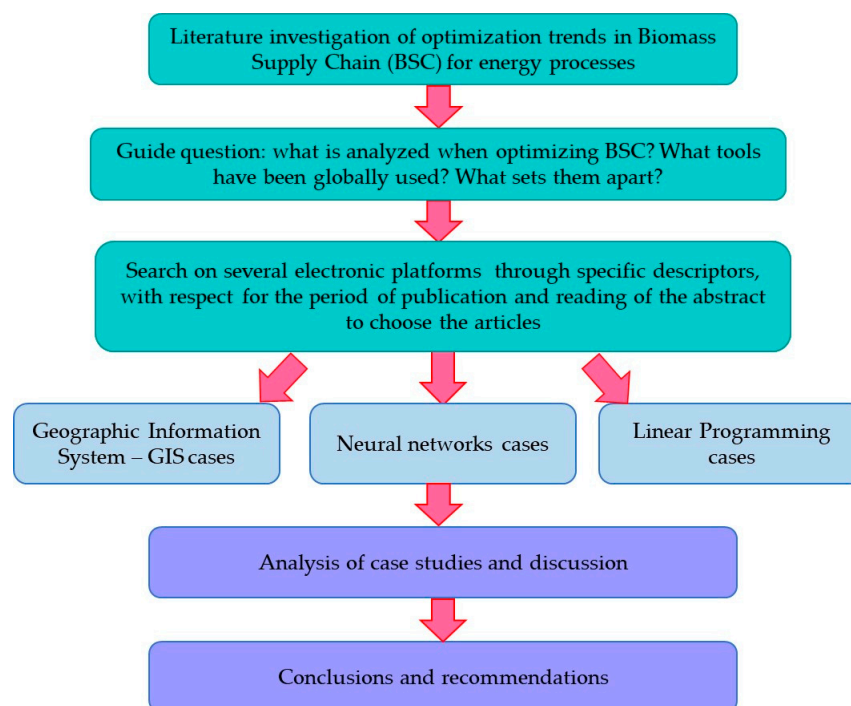 Literature investigation of optimization trends in Biomass
Supply Chain (BSC) for energy processes
Guide question: what is analyzed when optimizing BSC? What tools
have been globally used? What sets them apart?
Search on several electronic platforms through specific descriptors,
with respect for the period of publication and reading of the abstract
to choose the articles
Geographic Information
System – GIS cases
Neural networks cases
Linear Programming
cases
Analysis of case studies and discussion
Conclusions and recommendations